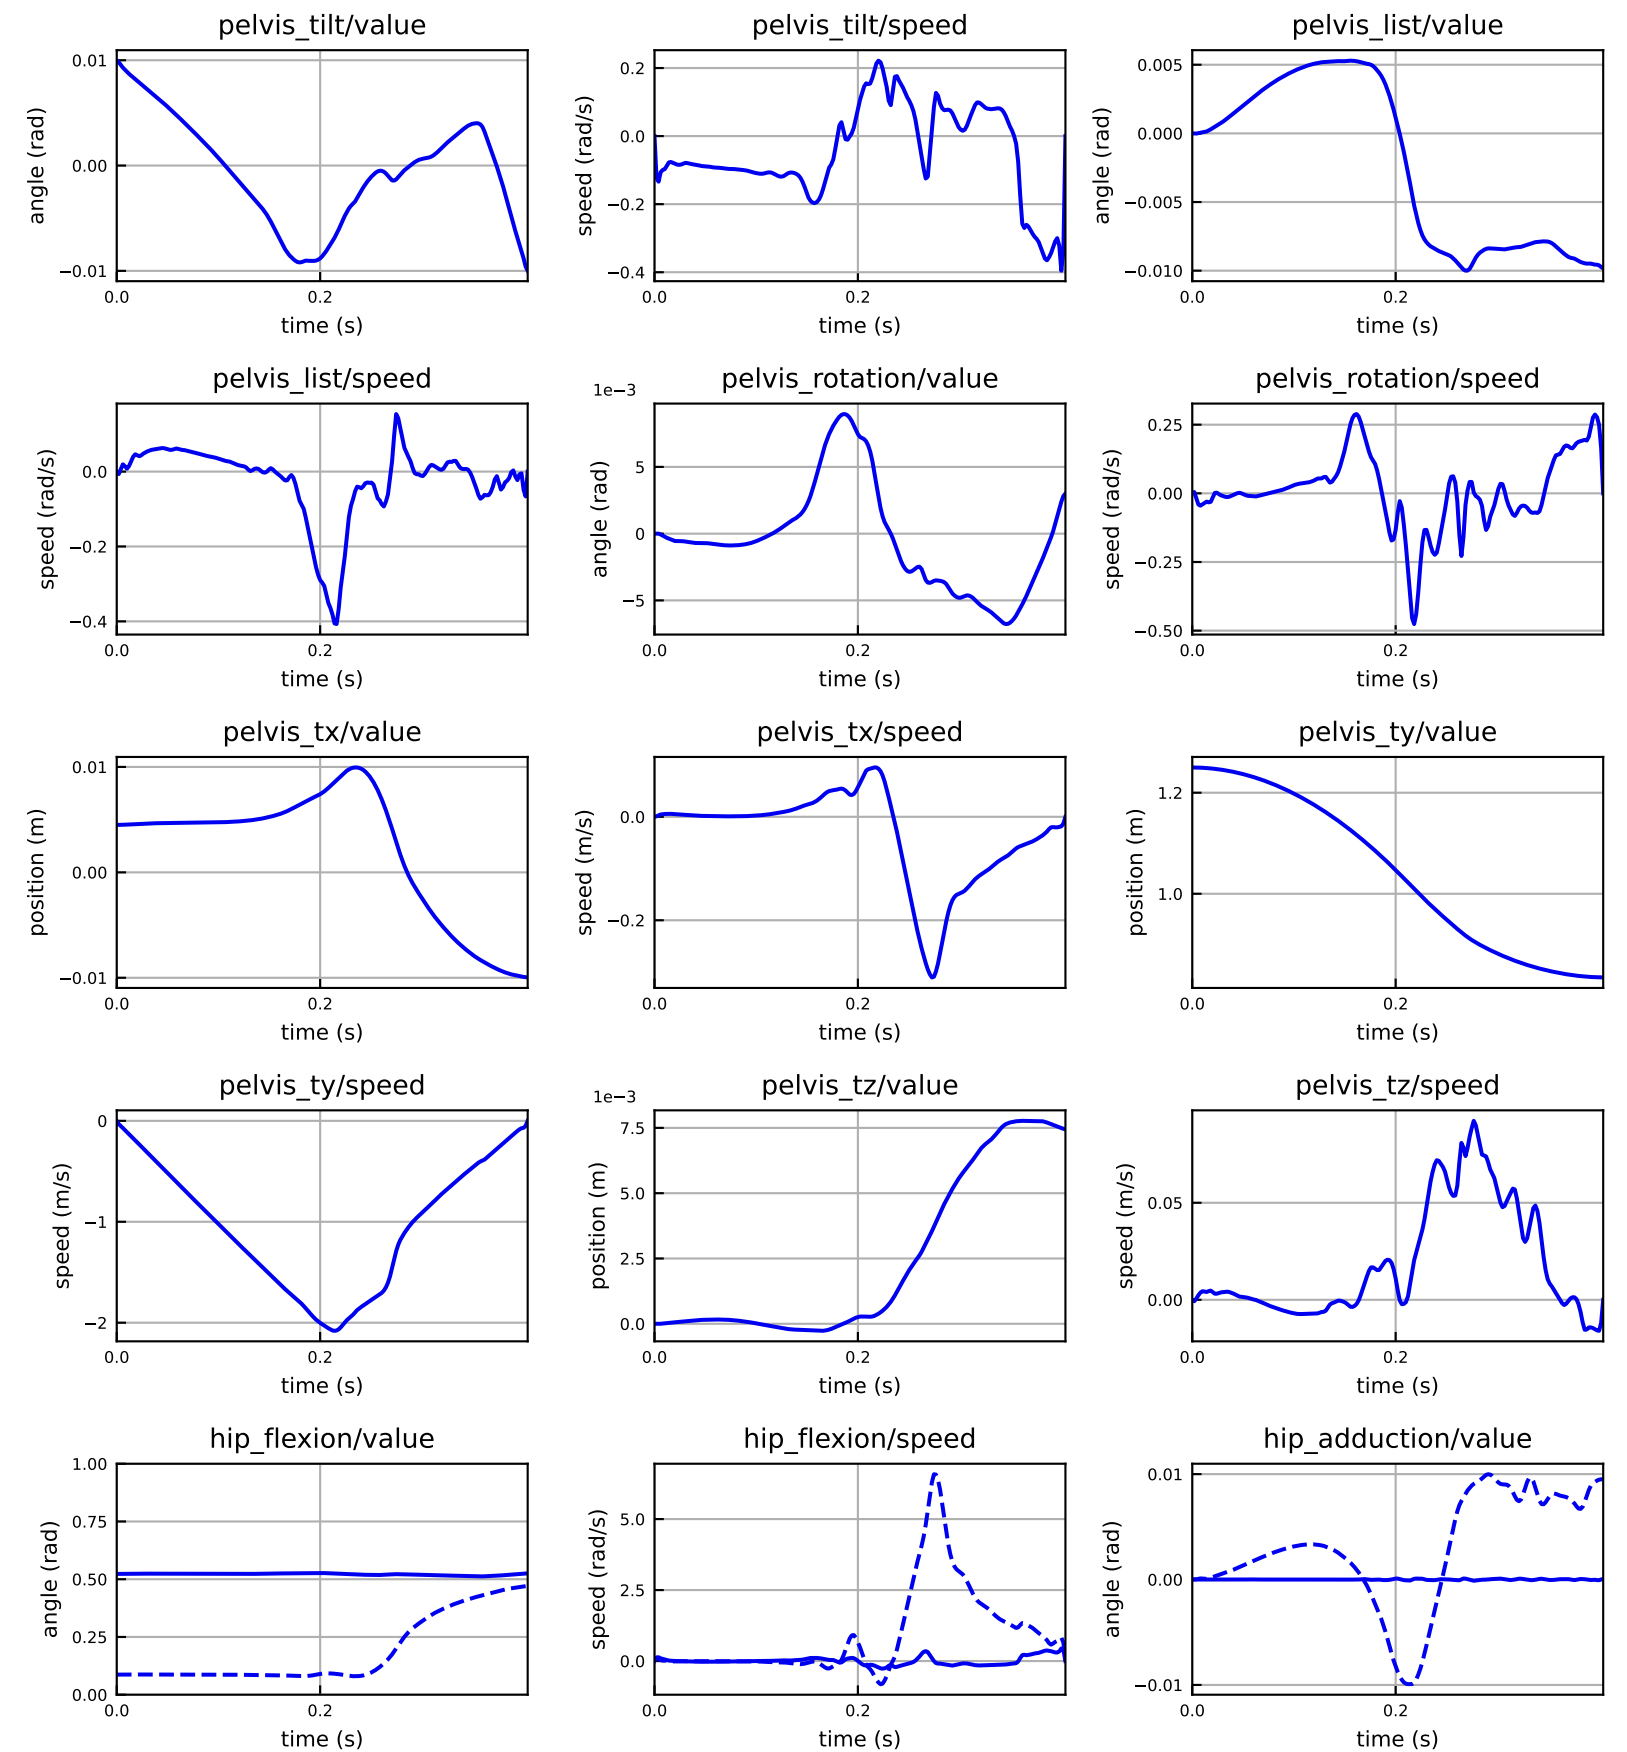 pelvis_tilt/value
angle (rad)
0.01
0.00
−0.01
0.0
0.2
time (s)
pelvis_tilt/speed
speed (rad/s)
0.2
0.0
−0.2
−0.4
0.0
0.2
time (s)
pelvis_list/value
angle (rad)
0.005
0.000
−0.005
−0.010
0.0
0.2
time (s)
pelvis_list/speed
speed (rad/s)
0.0
−0.2
−0.4
0.0
0.2
time (s)
pelvis_rotation/value
1e−3
angle (rad)
5
0
−5
0.0
0.2
time (s)
pelvis_rotation/speed
speed (rad/s)
0.25
0.00
−0.25
−0.50
0.0
0.2
time (s)
pelvis_tx/value
position (m)
0.01
0.00
−0.01
0.0
0.2
time (s)
pelvis_tx/speed
speed (m/s)
0.0
−0.2
0.0
0.2
time (s)
pelvis_ty/value
position (m)
1.2
1.0
0.0
0.2
time (s)
pelvis_ty/speed
speed (m/s)
0
−1
−2
0.0
0.2
time (s)
pelvis_tz/value
1e−3
position (m)
7.5
5.0
2.5
0.0
0.0
0.2
time (s)
pelvis_tz/speed
speed (m/s)
0.05
0.00
0.0
0.2
time (s)
hip_flexion/value
angle (rad)
1.00
0.75
0.50
0.25
0.00
0.0
0.2
time (s)
hip_flexion/speed
speed (rad/s)
5.0
2.5
0.0
0.0
0.2
time (s)
hip_adduction/value
angle (rad)
0.01
0.00
−0.01
0.0
0.2
time (s)